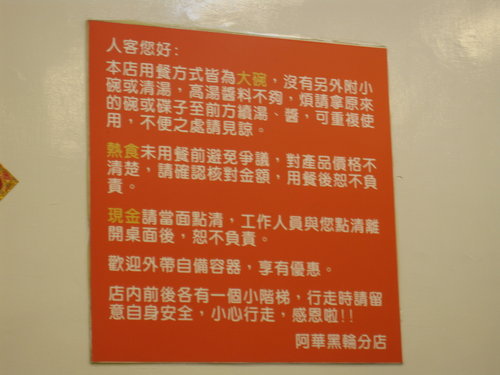 人客您好:
本店用餐方式皆為大碗，沒有另外附小
碗或清湯，高湯醬料不夠，煩請拿原來
的碗或碟子至前方續湯、醬，可重複使
用，不便之處請見諒。
熱食未用餐前避免爭議，對產品價格不
清楚，請確認核對金額，用餐後恕不負
責。
現金請當面點清，工作人員與您點清離
開桌面後，恕不負責。
歡迎外帶自備容器，享有優惠。
店內前後各有一個小階梯，行走時請留
意自身安全，小心行走，感恩啦!!
阿華黑輪分店